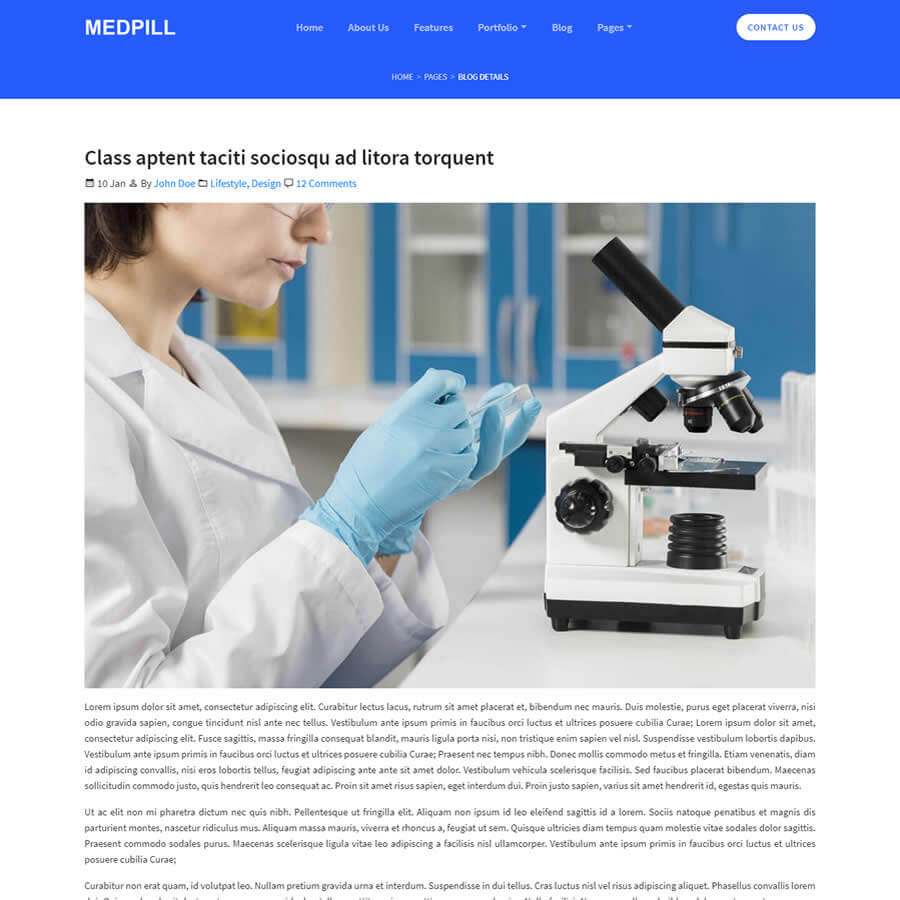 MEDPILL
Home About Us Features Portfolio Blog Pages
CONTACT US
HOME > PAGES > BLOG DETAILS
Class aptent taciti sociosqu ad litora torquent
10 Jan By John Doe Lifestyle, Design 12 Comments
Lorem ipsum dolor sit amet, consectetur adipiscing elit. Curabitur lectus lacus, rutrum sit amet placerat et, bibendum nec mauris. Duis molestie, purus eget placerat viverra, nisi
odio gravida sapien, congue tincidunt nisl ante nec tellus. Vestibulum ante ipsum primis in faucibus orci luctus et ultrices posuere cubilia Curae; Lorem ipsum dolor sit amet,
consectetur adipiscing elit. Fusce sagittis, massa fringilla consequat blandit, mauris ligula porta nisi, non tristique enim sapien vel nisl. Suspendisse vestibulum lobortis dapibus.
Vestibulum ante ipsum primis in faucibus orci luctus et ultrices posuere cubilia Curae; Praesent nec tempus nibh. Donec mollis commodo metus et fringilla. Etiam venenatis, diam
id adipiscing convallis, nisi eros lobortis tellus, feugiat adipiscing ante ante sit amet dolor. Vestibulum vehicula scelerisque facilisis. Sed faucibus placerat bibendum. Maecenas
sollicitudin commodo justo, quis hendrerit leo consequat ac. Proin sit amet risus sapien, eget interdum dui. Proin justo sapien, varius sit amet hendrerit id, egestas quis mauris.
Ut ac elit non mi pharetra dictum nec quis nibh. Pellentesque ut fringilla elit. Aliquam non ipsum id leo eleifend sagittis id a lorem. Sociis natoque penatibus et magnis dis
parturient montes, nascetur ridiculus mus. Aliquam massa mauris, viverra et rhoncus a, feugiat ut sem. Quisque ultricies diam tempus quam molestie vitae sodales dolor sagittis.
Praesent commodo sodales purus. Maecenas scelerisque ligula vitae leo adipiscing a facilisis nisl ullamcorper. Vestibulum ante ipsum primis in faucibus orci luctus et ultrices
posuere cubilia Curae;
Curabitur non erat quam, id volutpat leo. Nullam pretium gravida urna et interdum. Suspendisse in dui tellus. Cras luctus nisl vel risus adipiscing aliquet. Phasellus convallis lorem